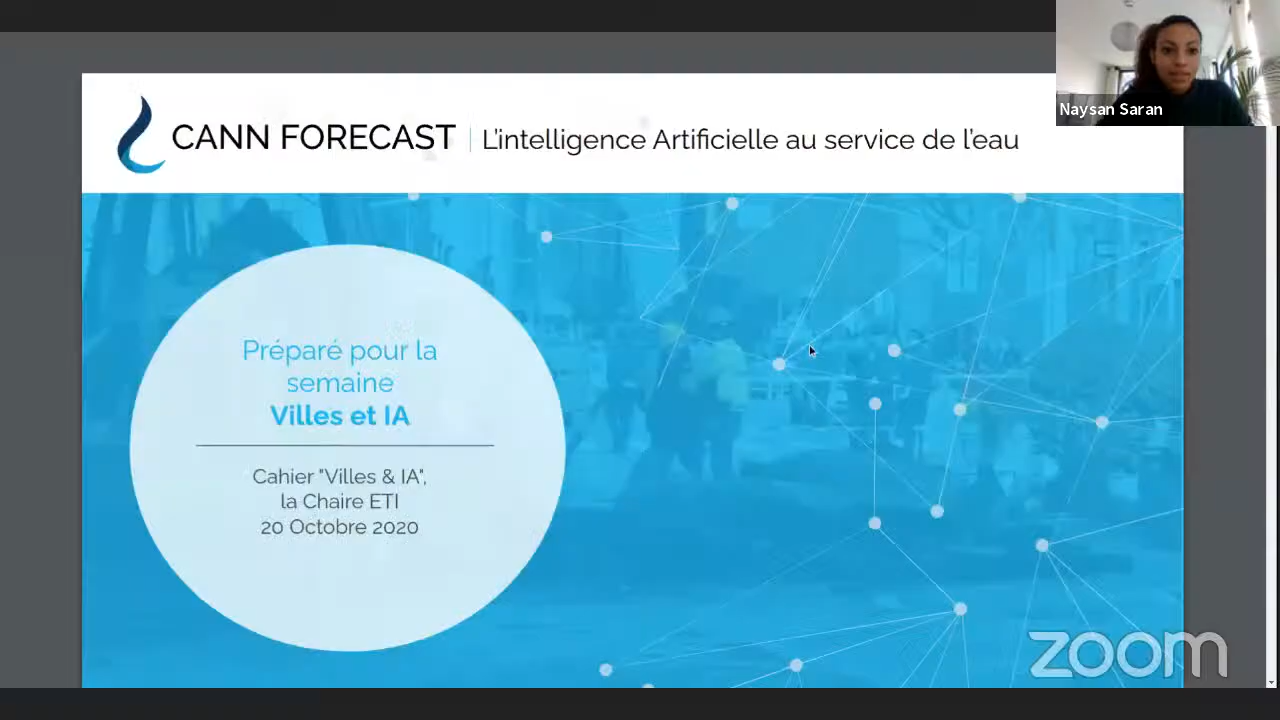 Naysan Saran
CANN FORECAST
L'intelligence Artificielle au service de l'eau
Préparé pour la
semaine
Villes et IA
Cahier "Villes & IA",
la Chaire ETI
20 Octobre 2020
zoom